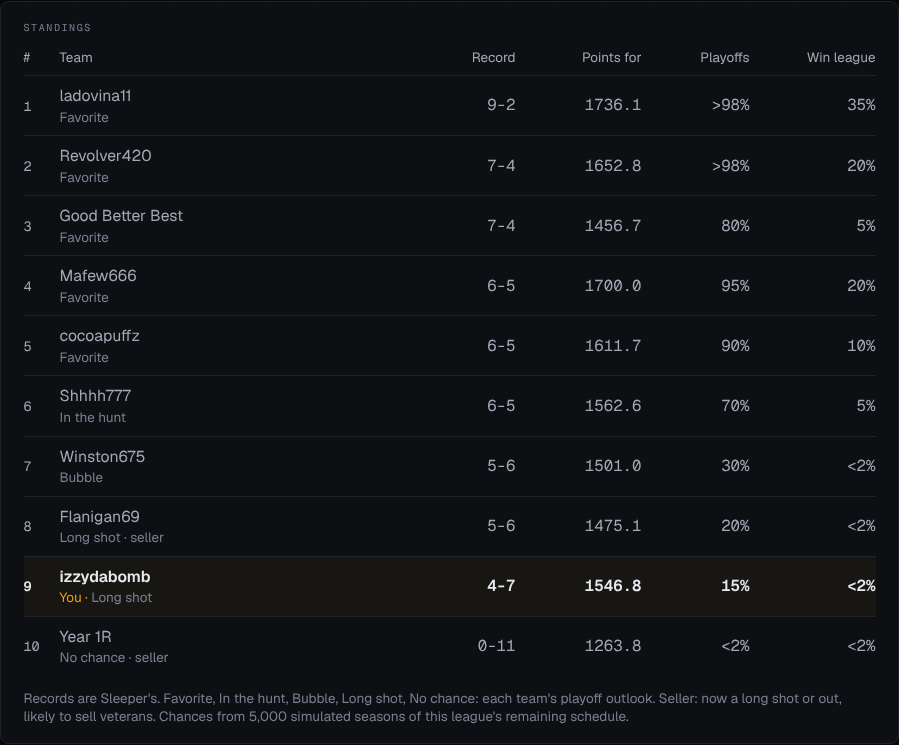 STANDINGS
# Team Record Points for Playoffs Win league
1 ladovina11 9-2 1736.1 >98% 35%
Favorite
2 Revolver420 7-4 1652.8 >98% 20%
Favorite
3 Good Better Best 7-4 1456.7 80% 5%
Favorite
4 Mafew666 6-5 1700.0 95% 20%
Favorite
5 cocoapuffz 6-5 1611.7 90% 10%
Favorite
6 Shhhh777 6-5 1562.6 70% 5%
In the hunt
7 Winston675 5-6 1501.0 30% <2%
Bubble
8 Flanigan69 5-6 1475.1 20% <2%
Long shot · seller
9 izzydabomb 4-7 1546.8 15% <2%
You · Long shot
10 Year 1R 0-11 1263.8 <2% <2%
No chance · seller
Records are Sleeper's. Favorite, In the hunt, Bubble, Long shot, No chance: each team's playoff outlook. Seller: now a long shot or out,
likely to sell veterans. Chances from 5,000 simulated seasons of this league's remaining schedule.